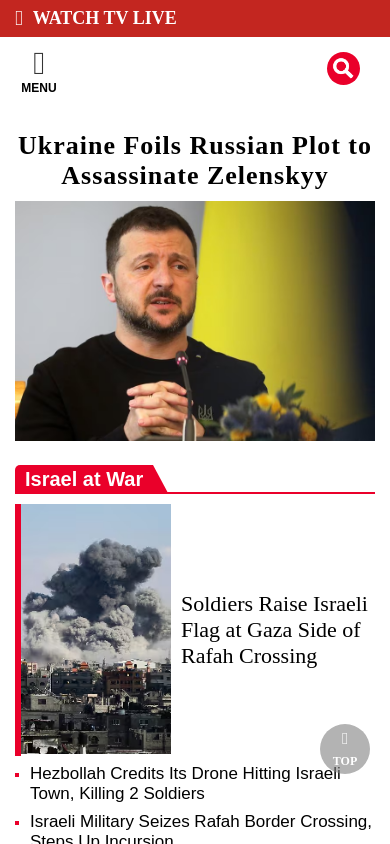 WATCH TV LIVE
MENU
Ukraine Foils Russian Plot to
Assassinate Zelenskyy
Israel at War
Soldiers Raise Israeli
Flag at Gaza Side of
Rafah Crossing
TOP
Hezbollah Credits Its Drone Hitting Israeli
Town, Killing 2 Soldiers
Israeli Military Seizes Rafah Border Crossing,
Steps Up Incursion